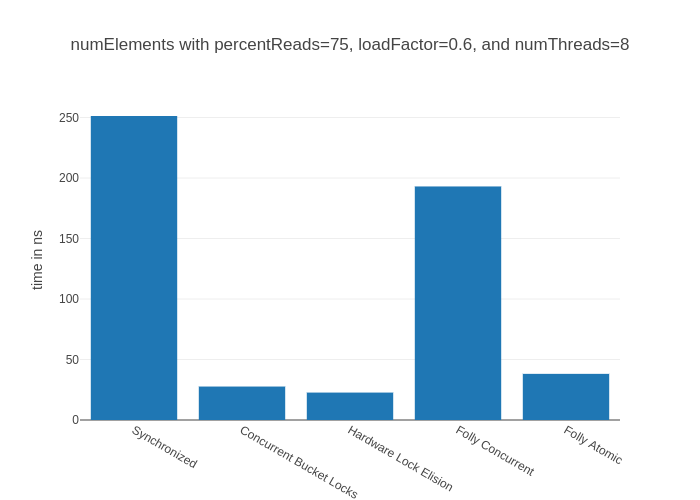 numElements with percentReads=75, loadFactor=0.6, and numThreads=8
250
200
150
100
50
0
time in ns
Synchronized
Concurrent Bucket Locks
Hardware Lock Elision
Folly Concurrent
Folly Atomic